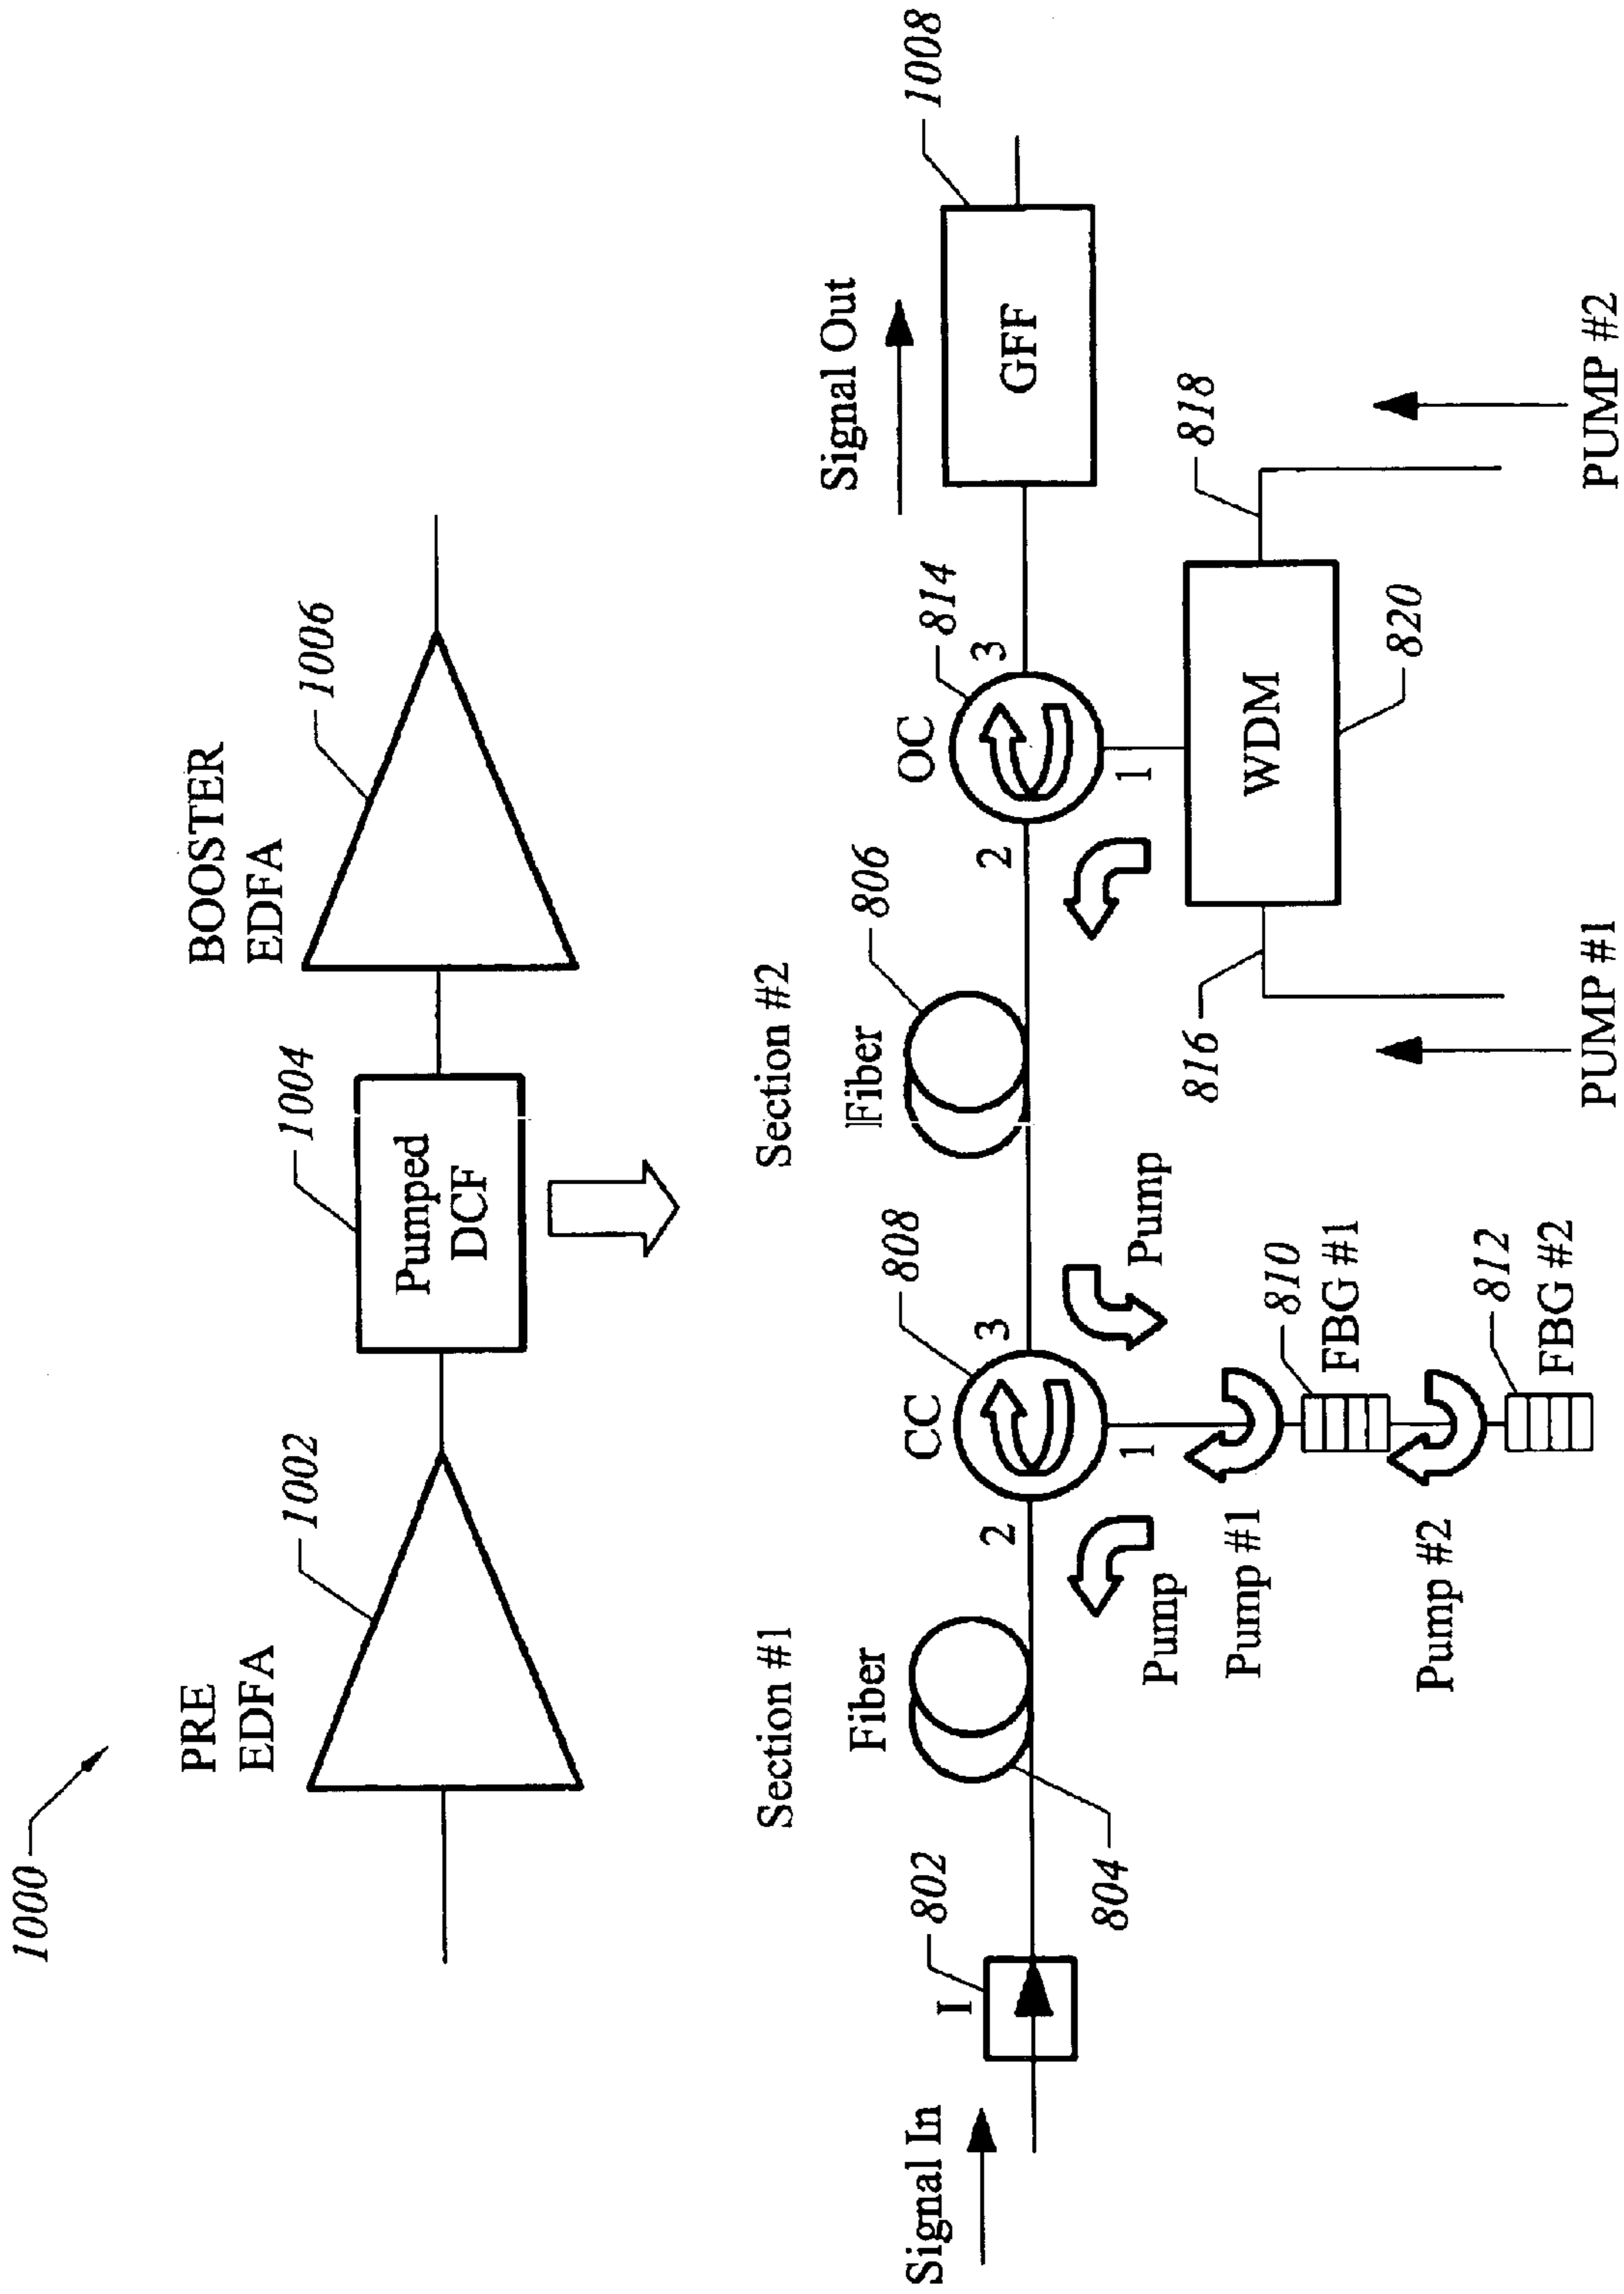 1000
PRE
EDFA
1002
Pumped
DCF
1004
BOOSTER
EDFA
1006
Section #1
Section #2
Signal In
I
802
Fiber
804
CC
808
2
3
1
Pump
Pump
Pump #1
810
FBG #1
Pump #2
812
FBG #2
Fiber
806
OC
814
2
3
1
WDM
820
816
818
PUMP #1
PUMP #2
Signal Out
GFF
1008